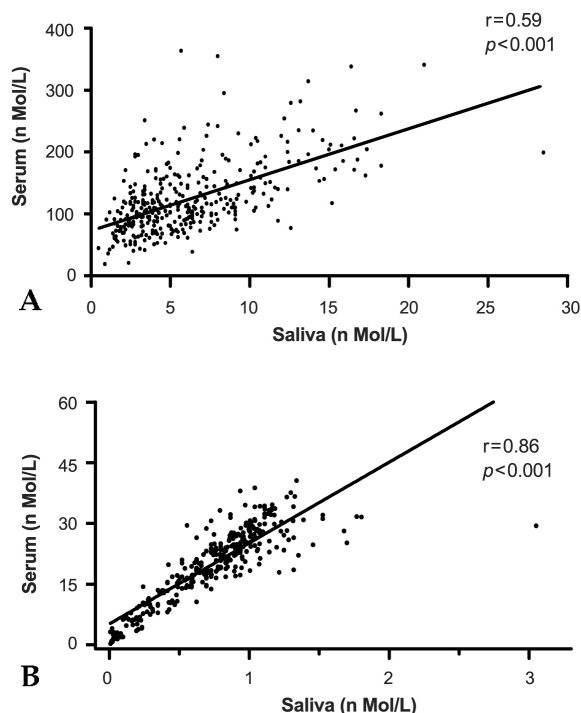 400
300
200
100
0
Serum (n Mol/L)
r=0.59
p<0.001
0 5 10 15 20 25 30
Saliva (n Mol/L)
A
60
45
30
15
0
Serum (n Mol/L)
r=0.86
p<0.001
0 1 2 3
Saliva (n Mol/L)
B